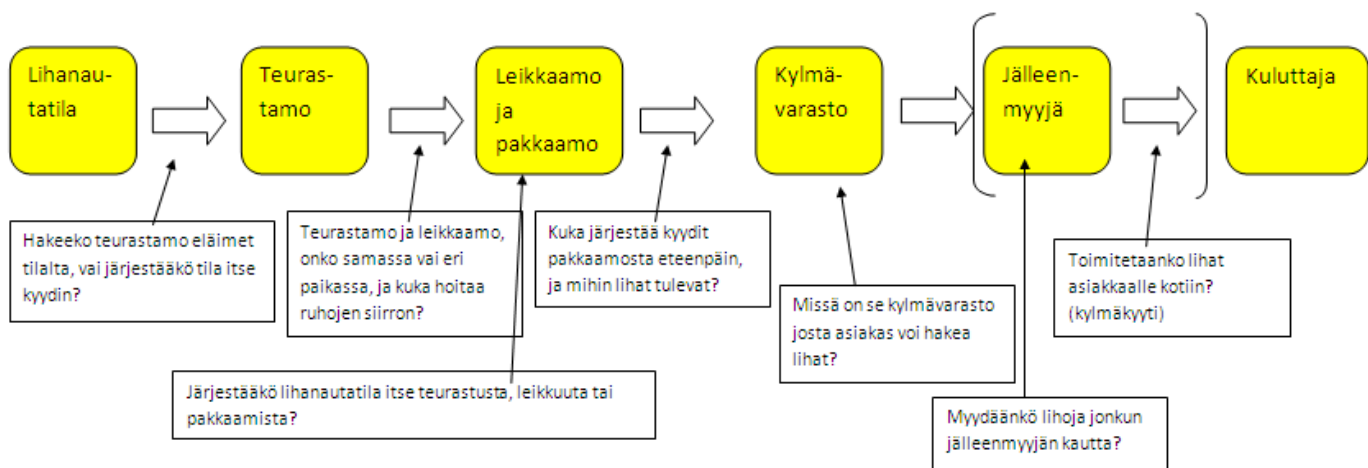 Lihanau-
tatila
Teuras-
tamo
Leikkaamo
ja
pakkaamo
Kylmä-
varasto
Jälleen-
myyjä
Kuluttaja
Hakeeko teurastamo eläimet
tilalta, vai järjestääkö tila itse
kyydin?
Teurastamo ja leikkaamo,
onko samassa vai eri
paikassa, ja kuka hoitaa
ruhojen siirron?
Kuka järjestää kyydit
pakkaamosta eteenpäin,
ja mihin lihat tulevat?
Missä on se kylmävarasto
josta asiakas voi hakea
lihat?
Toimitetaanko lihat
asiakkaalle kotiin?
(kylmäkyyti)
Järjestääkö lihanautatila itse teurastusta, leikkuuta tai
pakkaamista?
Myydäänkö lihoja jonkun
jälleenmyyjän kautta?